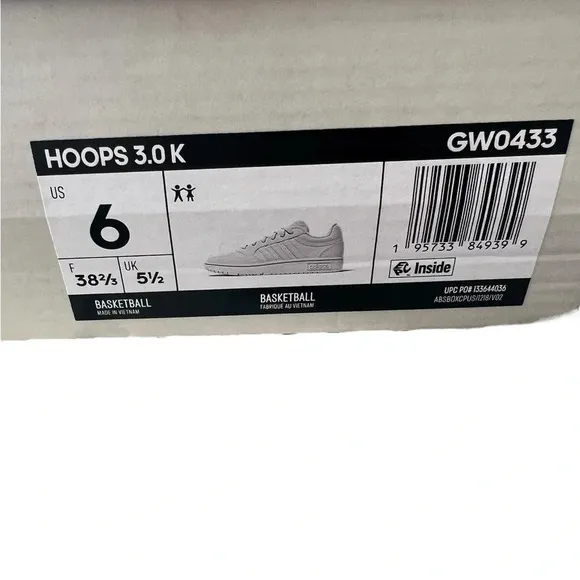 HOOPS 3.0 K GW0433
US
6
F
38⅔
UK
5½
BASKETBALL
MADE IN VIETNAM
BASKETBALL
FABRIQUÉ AU VIETNAM
1 95733 84939 9
Inside
UPC PO# 133644036
ABSBOXCPUS/1218/V02